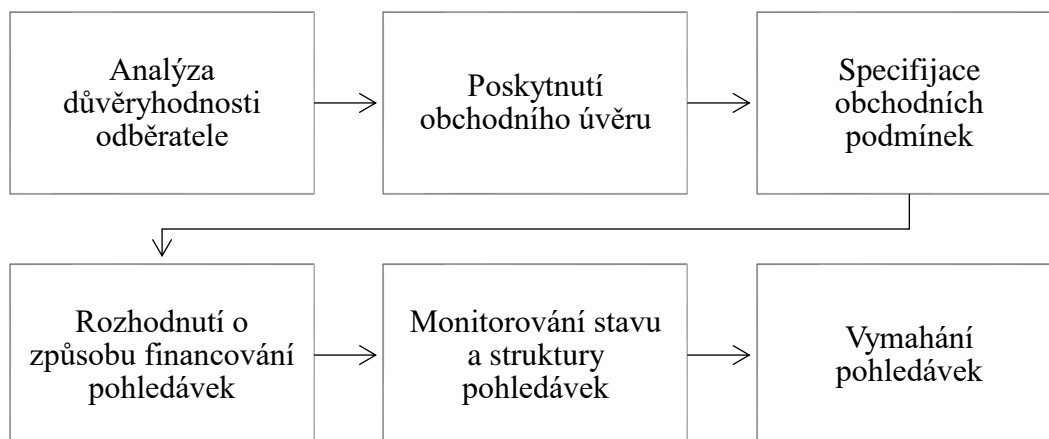 Analýza
důvěryhodnosti
odběratele
Poskytnutí
obchodního úvěru
Specifijace
obchodních
podmínek
Rozhodnutí o
způsobu financování
pohledávek
Monitorování stavu
a struktury
pohledávek
Vymahání
pohledávek